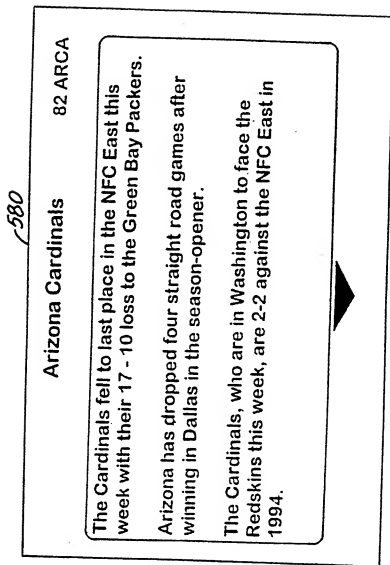 580
Arizona Cardinals 82 ARCA
The Cardinals fell to last place in the NFC East this
week with their 17 - 10 loss to the Green Bay Packers.
Arizona has dropped four straight road games after
winning in Dallas in the season-opener.
The Cardinals, who are in Washington to face the
Redskins this week, are 2-2 against the NFC East in
1994.